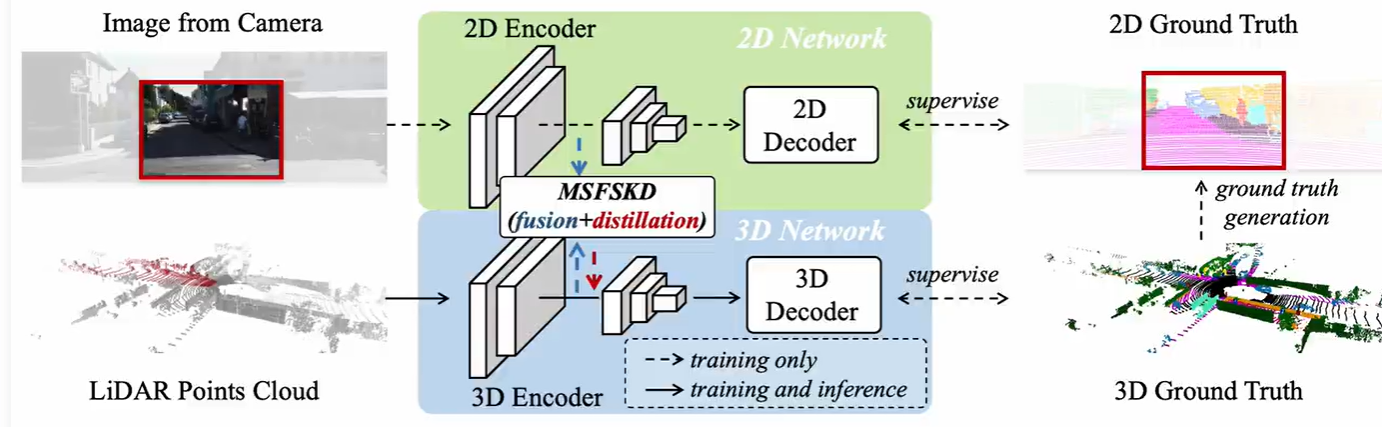 Image from Camera
2D Encoder
2D Network
2D Ground Truth
2D
Decoder
supervise
MSFSKD
(fusion+distillation)
ground truth
generation
3D Network
3D
Decoder
supervise
training only
training and inference
LiDAR Points Cloud
3D Encoder
3D Ground Truth